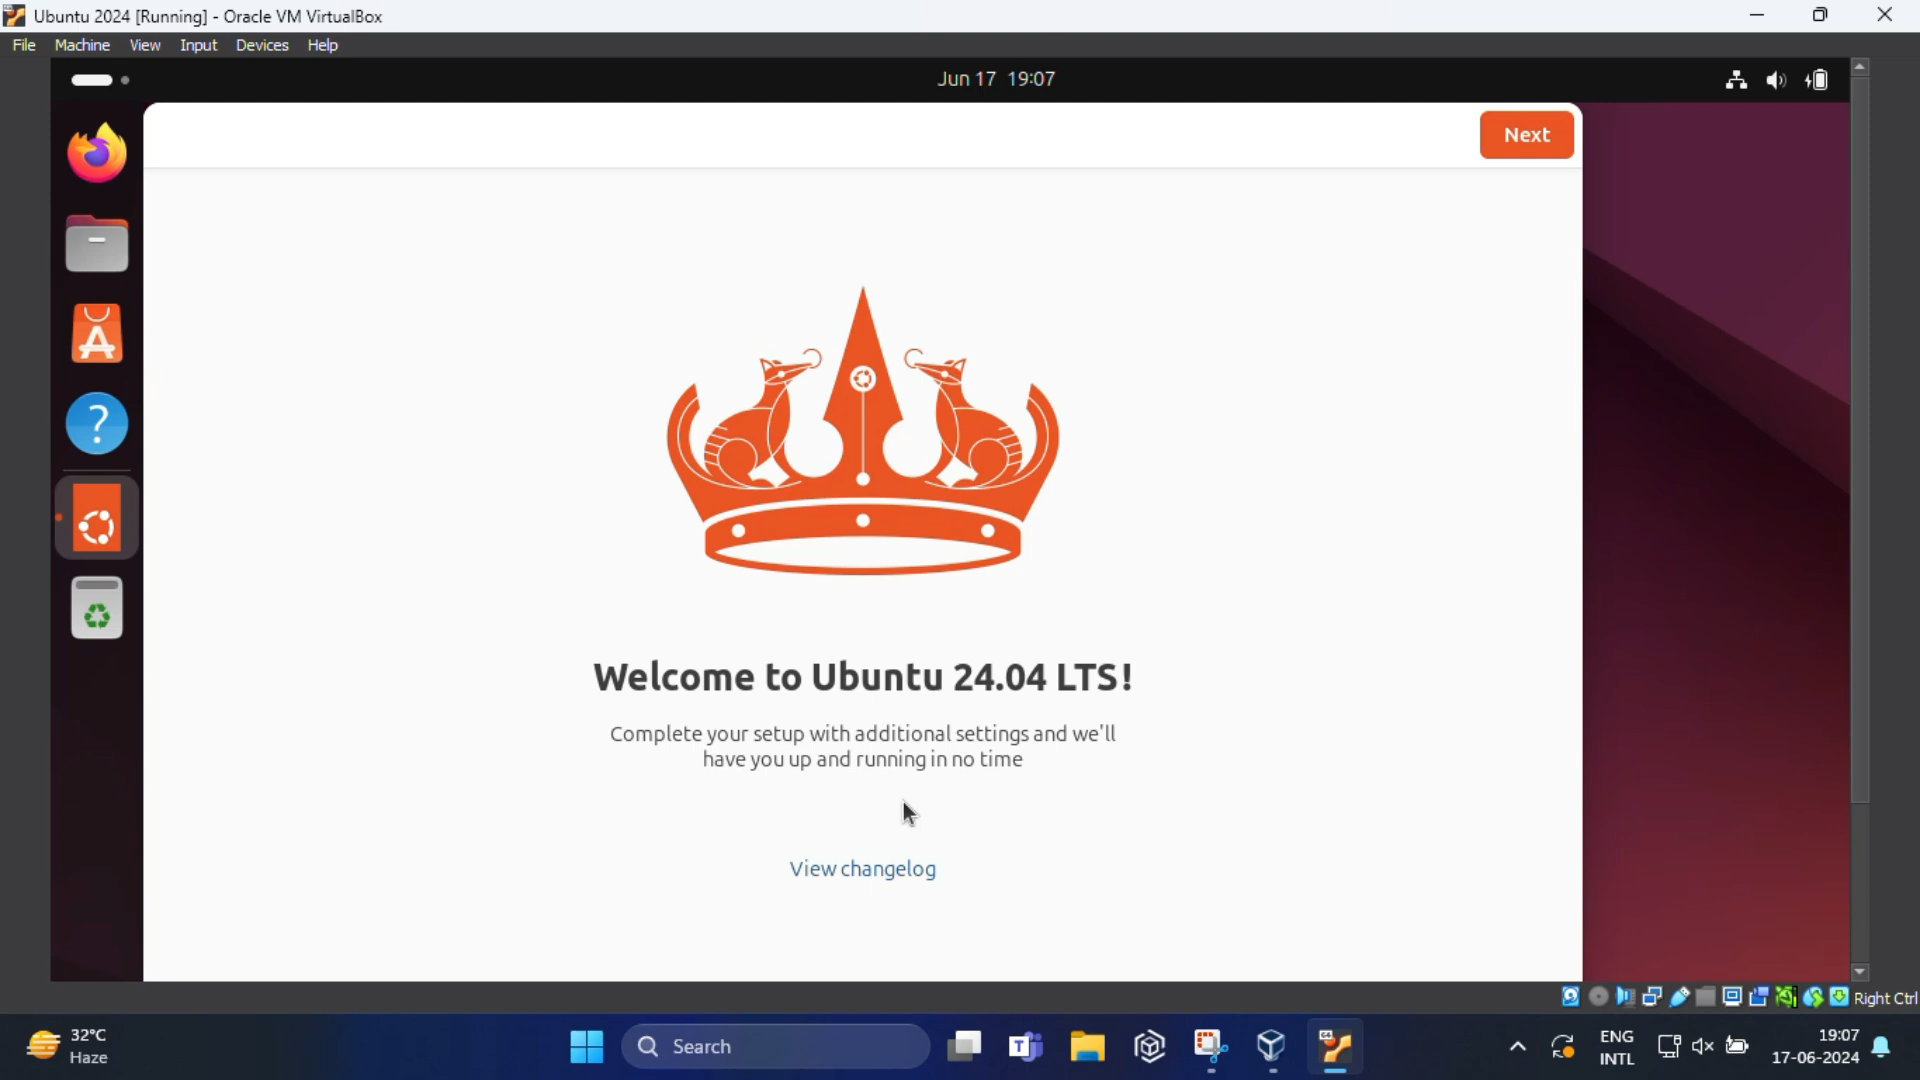 Ubuntu 2024 [Running] - Oracle VM VirtualBox
File Machine View Input Devices Help
Jun 17 19:07
Next
Welcome to Ubuntu 24.04 LTS!
Complete your setup with additional settings and we'll
have you up and running in no time
View changelog
Right Ctrl
32°C
Haze
Search
ENG
INTL
19:07
17-06-2024